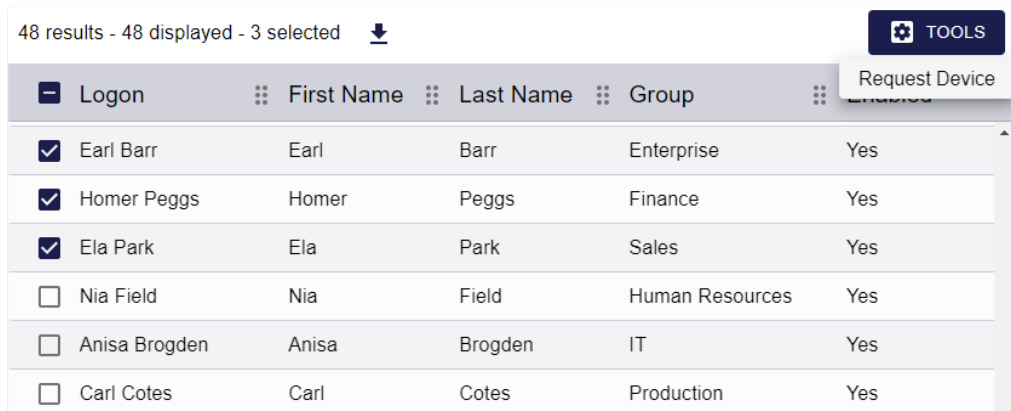 48 results - 48 displayed - 3 selected TOOLS
Request Device
Logon First Name Last Name Group Enabled
Earl Barr Earl Barr Enterprise Yes
Homer Peggs Homer Peggs Finance Yes
Ela Park Ela Park Sales Yes
Nia Field Nia Field Human Resources Yes
Anisa Brogden Anisa Brogden IT Yes
Carl Cotes Carl Cotes Production Yes